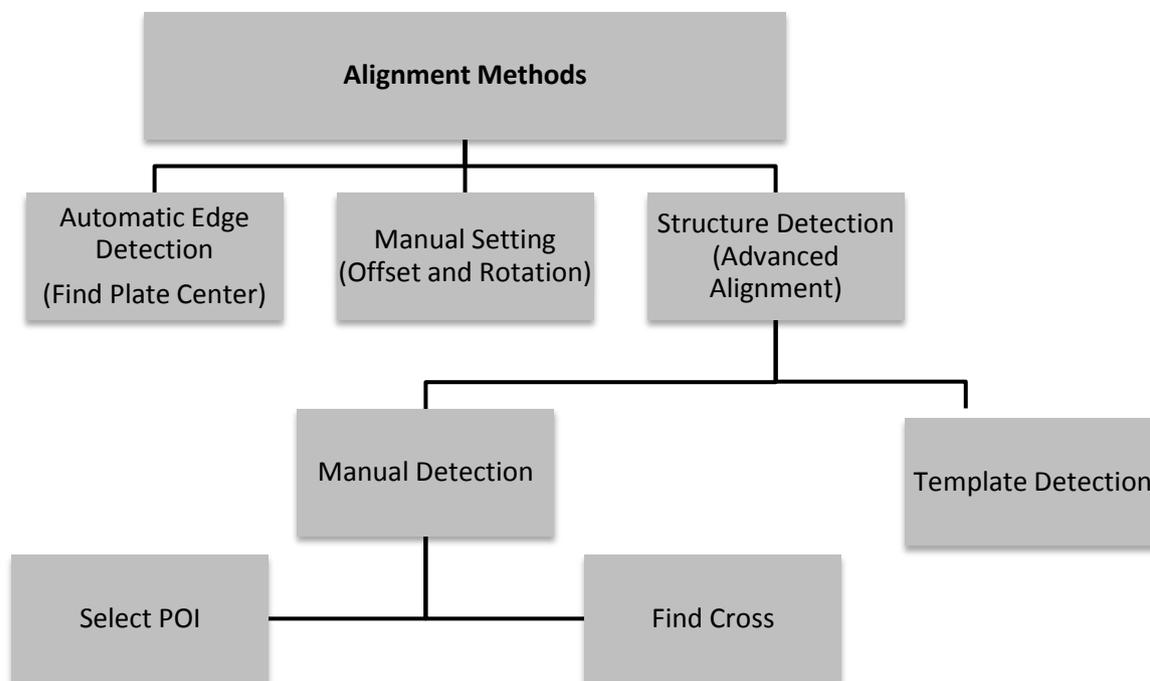 Alignment Methods
Automatic Edge
Detection
(Find Plate Center)
Manual Setting
(Offset and Rotation)
Structure Detection
(Advanced
Alignment)
Manual Detection
Template Detection
Select POI
Find Cross